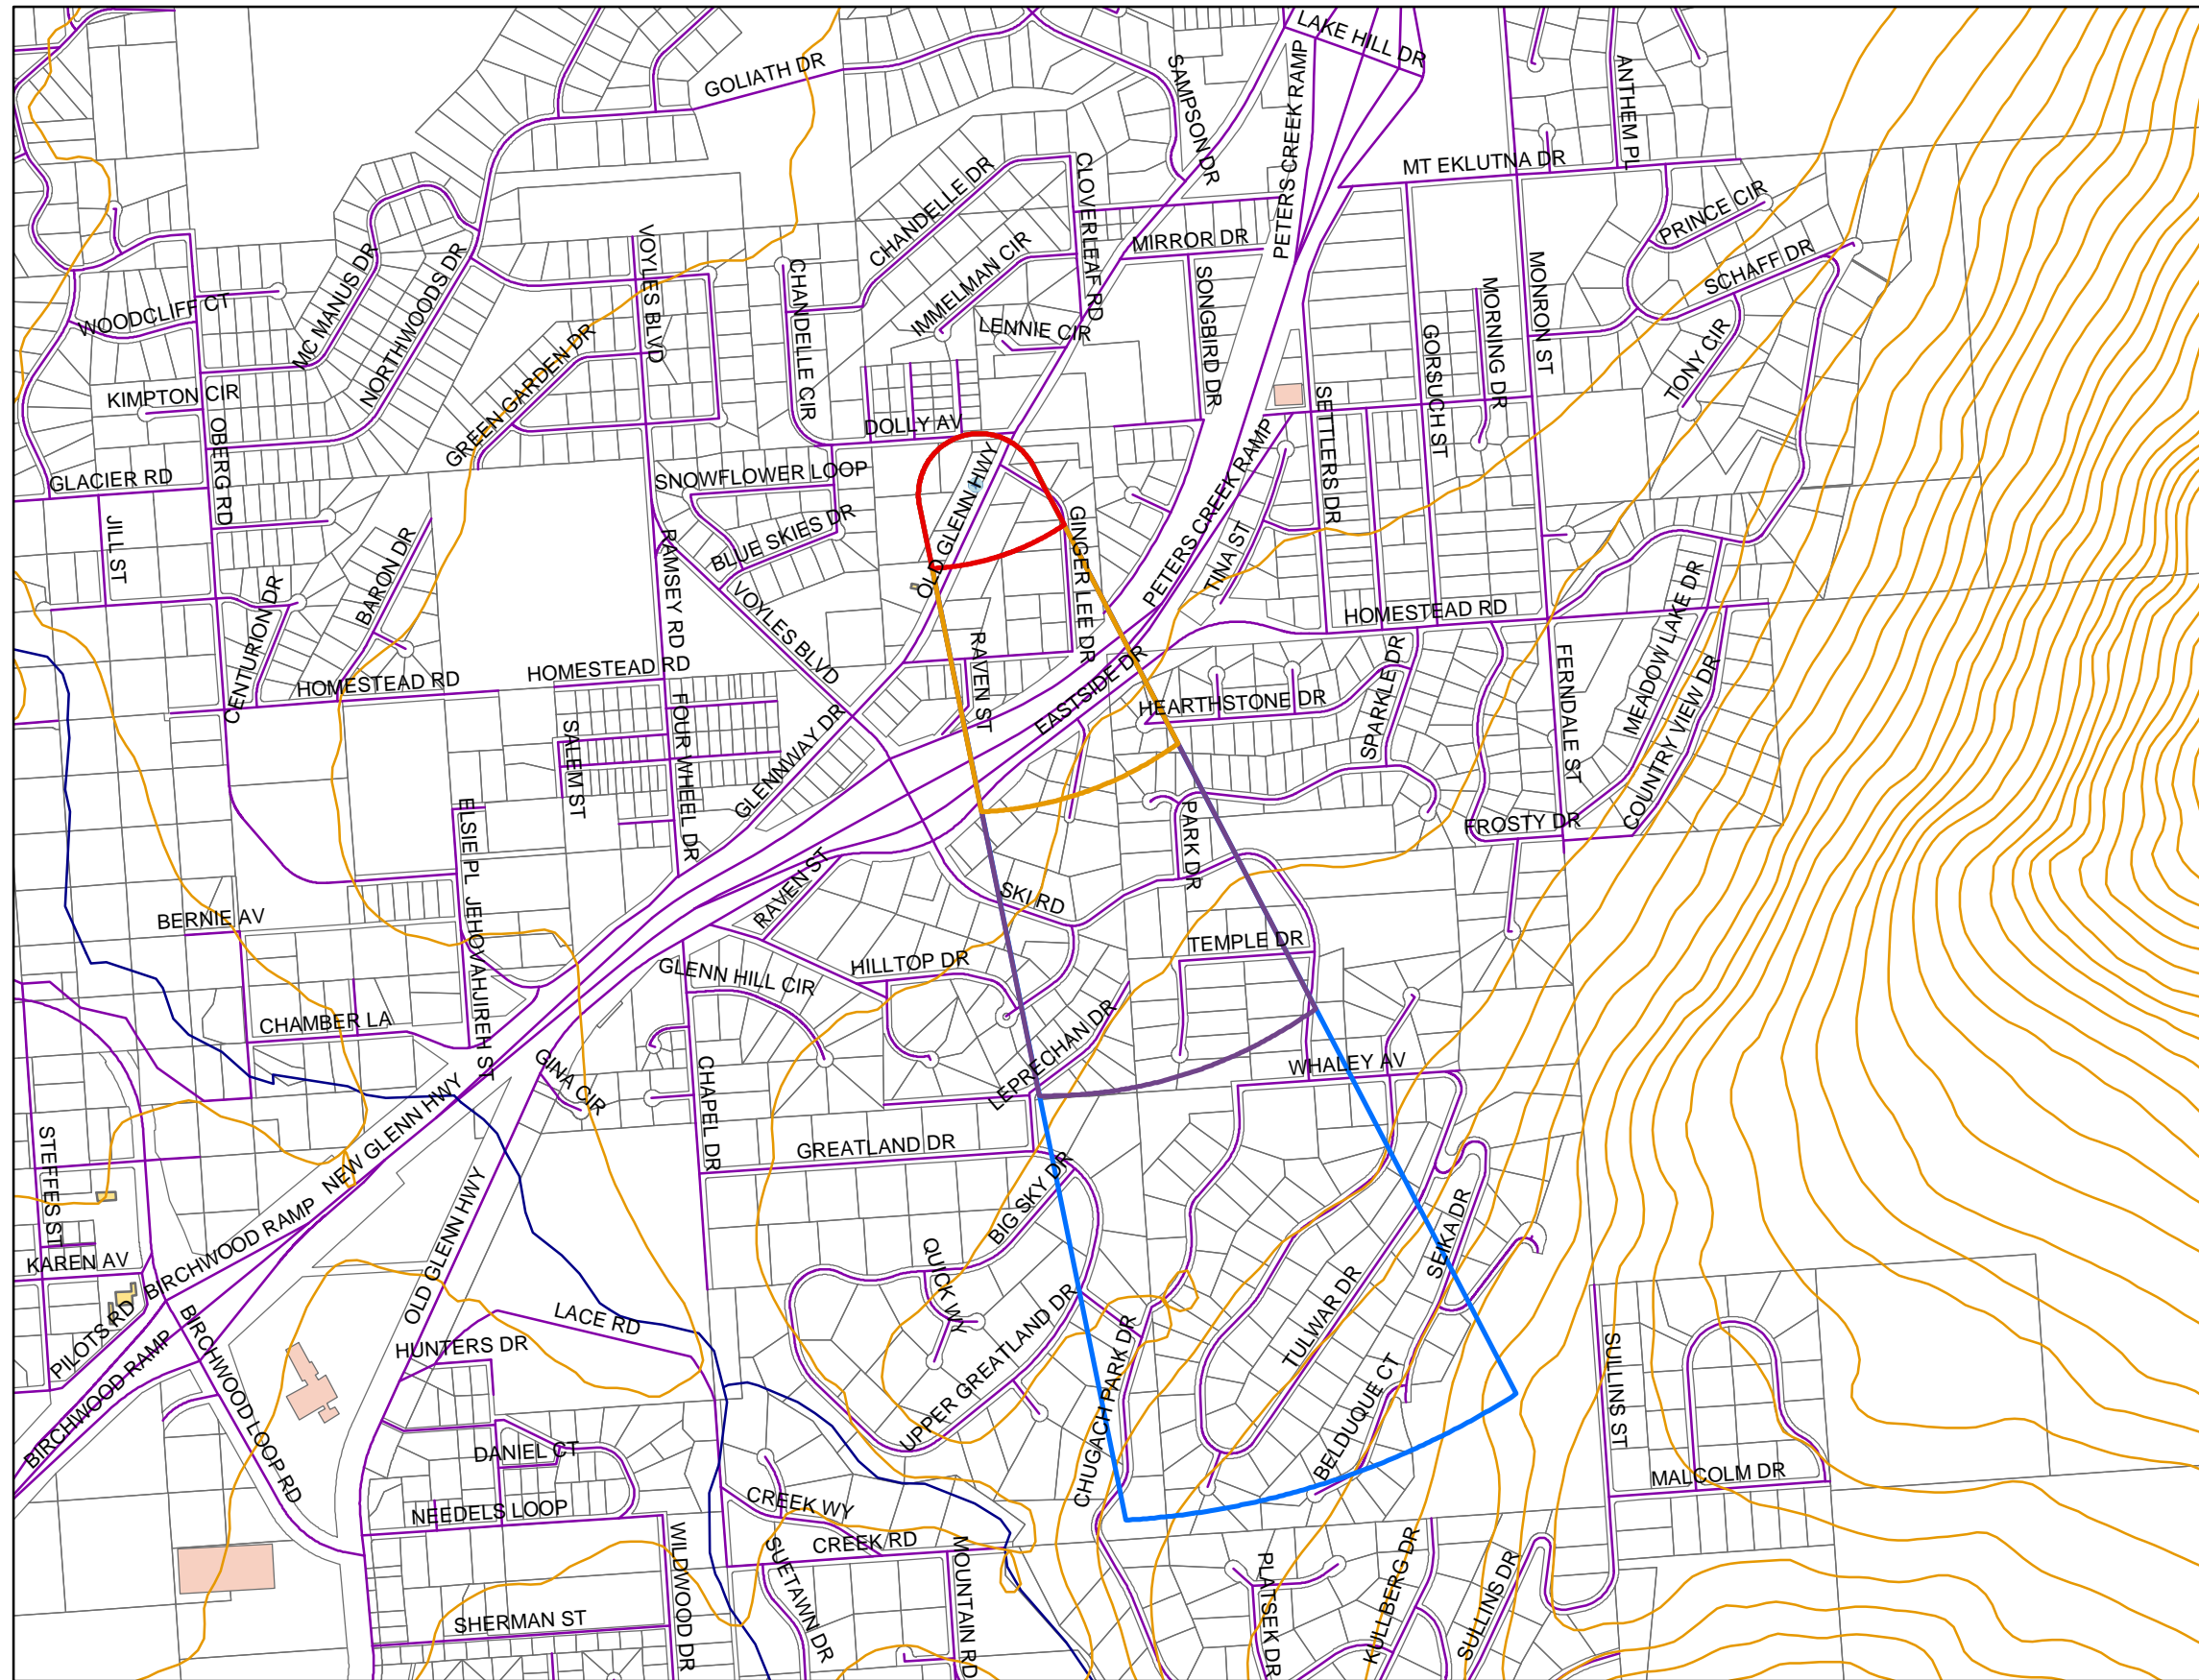 LAKE HILL DR
GOLIATH DR
SAMPSON DR
PETERS CREEK RAMP
ANTHEM PL
MT EKLUTNA DR
CHANDELLE DR
CLOVERLEAF RD
PRINCE CIR
MC MANUS DR
NORTHWOODS DR
VOYLES BLVD
CHANDELLE CIR
IMMELMAN CIR
MIRROR DR
SONGBIRD DR
SCHAFF DR
WOODCLIFF CT
GREEN GARDEN DR
LENNIE CIR
GORSUCH ST
MORNING DR
MONRON ST
TONY CIR
KIMPTON CIR
OBERG RD
DOLLY AV
SETTLERS DR
GLACIER RD
SNOWFLOWER LOOP
OLD GLENN HWY
PETERS CREEK RAMP
JILL ST
BARON DR
RAMSEY RD
BLUE SKIES DR
GINGER LEE DR
TINA ST
CENTURION DR
VOYLES BLVD
RAVEN ST
HOMESTEAD RD
MEADOW LAKE DR
HOMESTEAD RD
HOMESTEAD RD
EASTSIDE DR
HEARTHSTONE DR
SPARKLE DR
FERNDALE ST
COUNTRY VIEW DR
SALEM ST
FOUR WHEEL DR
GLENNWAY DR
ELSIE PL
PARK DR
FROSTY DR
RAVEN ST
SKI RD
BERNIE AV
JEHOVAHJIREH ST
GLENN HILL CIR
HILLTOP DR
TEMPLE DR
CHAMBER LA
GINA CIR
CHAPEL DR
LEPRECHAN DR
WHALEY AV
STEFFES ST
NEW GLENN HWY
GREATLAND DR
BIG SKY DR
OLD GLENN HWY
QUICK WY
SEIKA DR
KAREN AV
BIRCHWOOD RAMP
PILOTS RD
LACE RD
UPPER GREATLAND DR
TULWAR DR
BIRCHWOOD RAMP
BIRCHWOOD LOOP RD
HUNTERS DR
CHUGACH PARK DR
BELDUQUE CT
SULLINS ST
DANIEL CT
MALCOLM DR
NEEDELS LOOP
CREEK WY
CREEK RD
WILDWOOD DR
SUETAWN DR
MOUNTAIN RD
PLATSEK DR
KULLBERG DR
SULLINS DR
SHERMAN ST